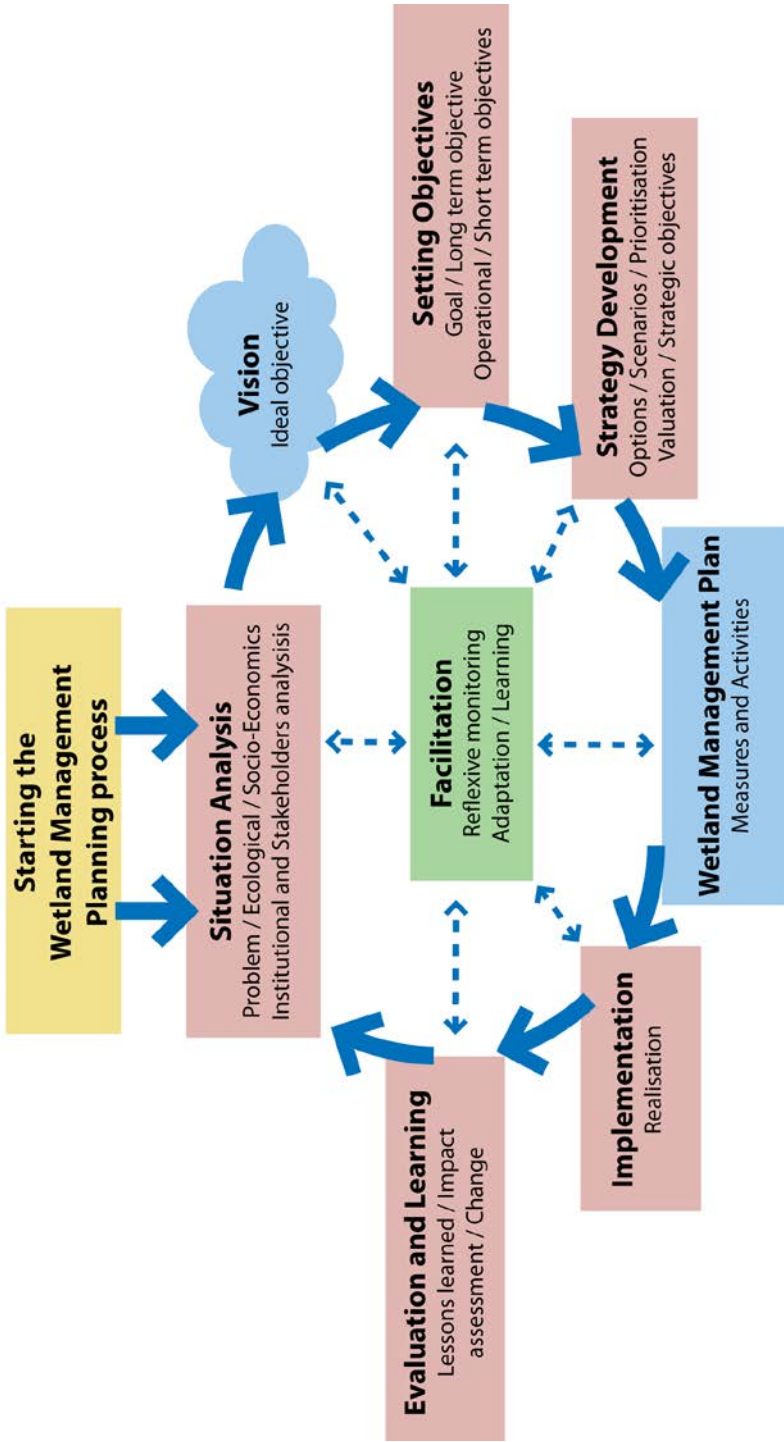 Starting the
Wetland Management
Planning process
Situation Analysis
Problem / Ecological / Socio-Economics
Institutional and Stakeholders analysisis
Vision
Ideal objective
Setting Objectives
Goal / Long term objective
Operational / Short term objectives
Strategy Development
Options / Scenarios / Prioritisation
Valuation / Strategic objectives
Wetland Management Plan
Measures and Activities
Implementation
Realisation
Evaluation and Learning
Lessons learned / Impact
assessment / Change
Facilitation
Reflexive monitoring
Adaptation / Learning